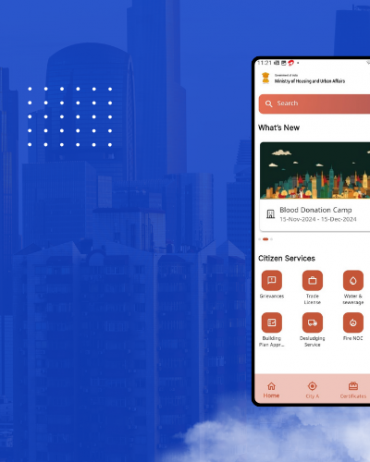 11:21
Government of India
Ministry of Housing and Urban Affairs
Search
What's New
Blood Donation Camp
15-Nov-2024 - 15-Dec-2024
Citizen Services
Grievances
Trade
License
Water &
sewerage
Building
Plan Appr...
Desludging
Service
Fire NOC
Home
City A
Certificates